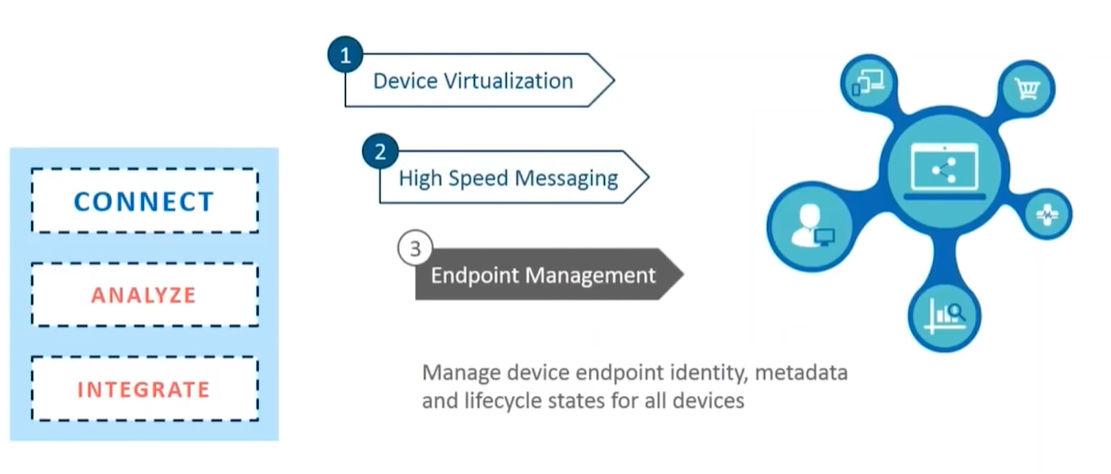 CONNECT
ANALYZE
INTEGRATE
1
Device Virtualization
2
High Speed Messaging
3
Endpoint Management
Manage device endpoint identity, metadata
and lifecycle states for all devices